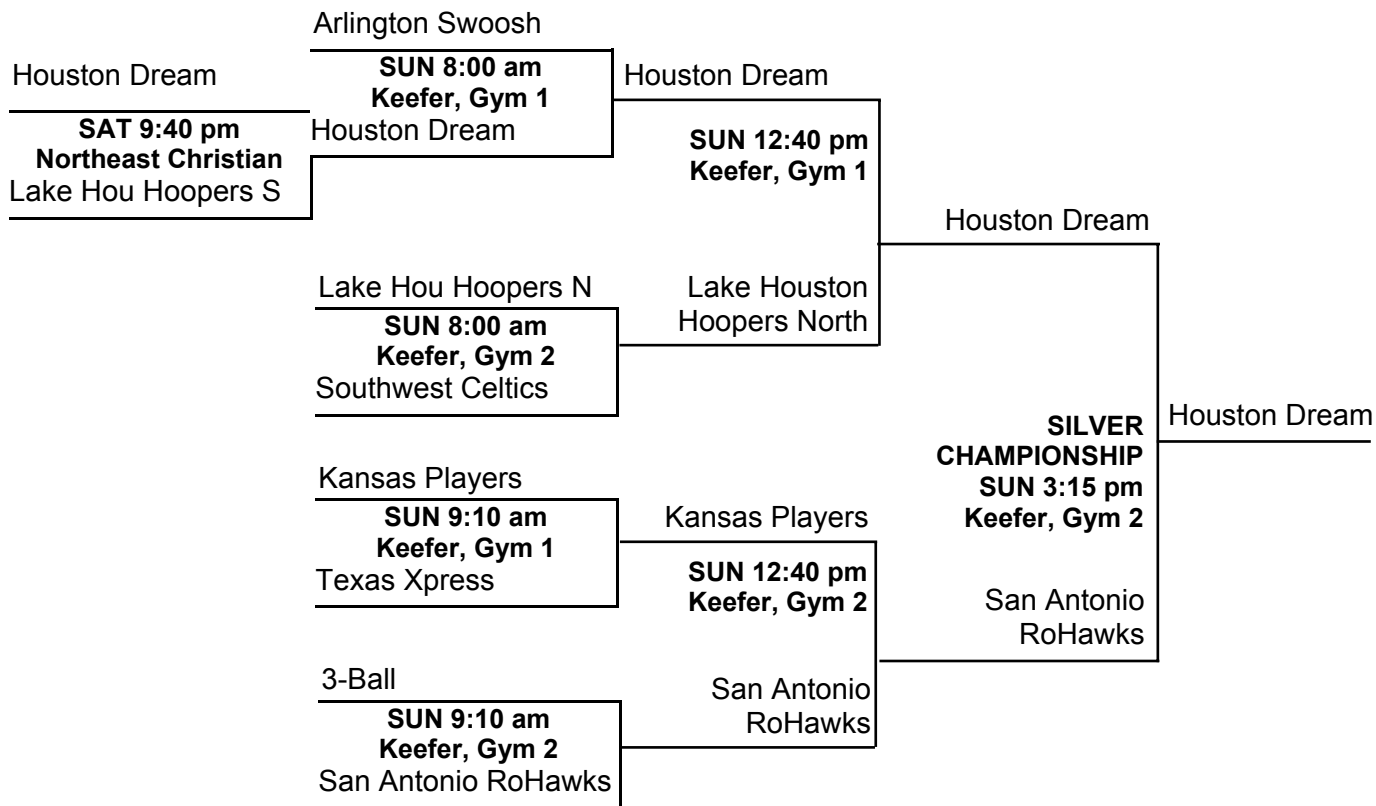 Arlington Swoosh
Houston Dream
SUN 8:00 am
Keefer, Gym 1
Houston Dream
SAT 9:40 pm
Northeast Christian
Lake Hou Hoopers S
Houston Dream
SUN 12:40 pm
Keefer, Gym 1
Houston Dream
Lake Hou Hoopers N
SUN 8:00 am
Keefer, Gym 2
Southwest Celtics
Lake Houston
Hoopers North
SILVER
CHAMPIONSHIP
SUN 3:15 pm
Keefer, Gym 2
Houston Dream
Kansas Players
SUN 9:10 am
Keefer, Gym 1
Texas Xpress
Kansas Players
SUN 12:40 pm
Keefer, Gym 2
San Antonio
RoHawks
3-Ball
SUN 9:10 am
Keefer, Gym 2
San Antonio RoHawks
San Antonio
RoHawks